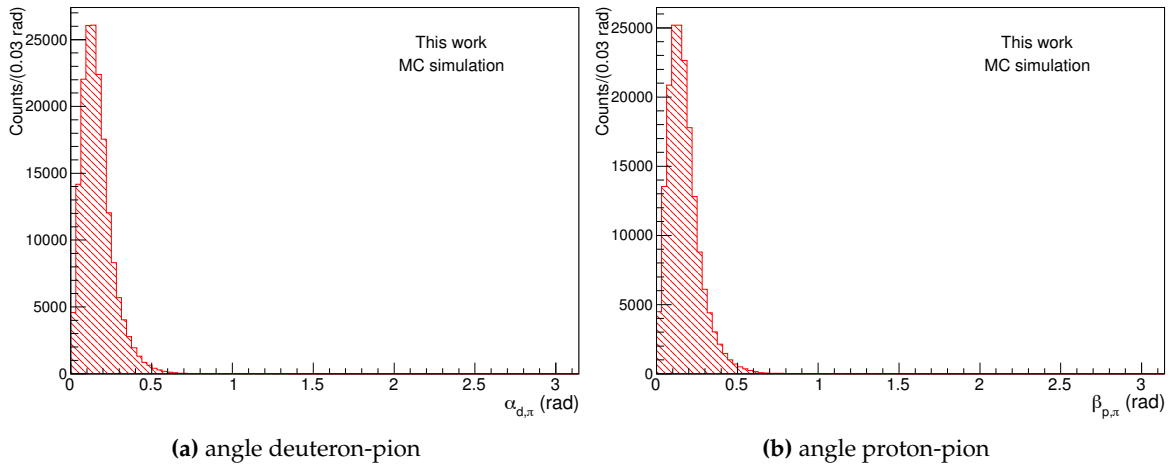 Counts/(0.03 rad)
25000
20000
15000
10000
5000
0
This work
MC simulation
0 0.5 1 1.5 2 2.5 3
α_{d,π} (rad)
(a) angle deuteron-pion
Counts/(0.03 rad)
25000
20000
15000
10000
5000
0
This work
MC simulation
0 0.5 1 1.5 2 2.5 3
β_{p,π} (rad)
(b) angle proton-pion